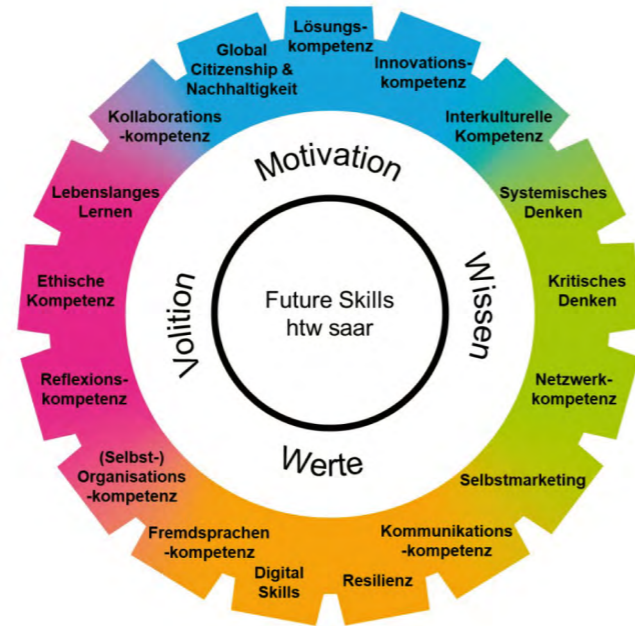 Lösungs-
kompetenz
Innovations-
kompetenz
Interkulturelle
Kompetenz
Systemisches
Denken
Kritisches
Denken
Netzwerk-
kompetenz
Selbstmarketing
Kommunikations
-kompetenz
Resilienz
Digital
Skills
Fremdsprachen
-kompetenz
(Selbst-)
Organisations
-kompetenz
Reflexions-
kompetenz
Ethische
Kompetenz
Lebenslanges
Lernen
Kollaborations
-kompetenz
Global
Citizenship &
Nachhaltigkeit
Motivation
Wissen
Werte
Volition
Future Skills
htw saar